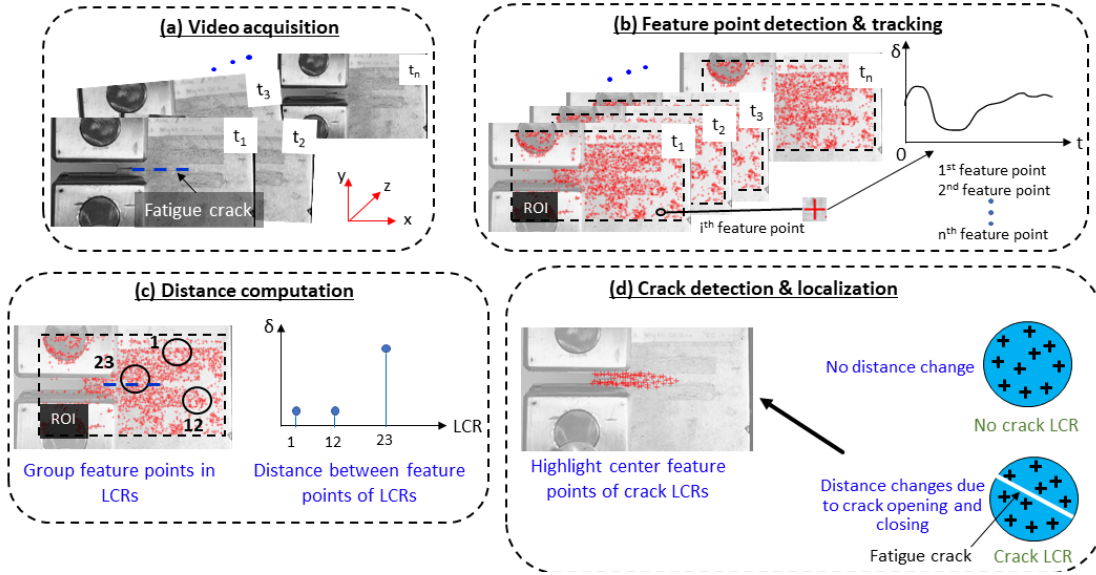 (a) Video acquisition
tn
t3
t1
t2
Fatigue crack
y
z
x
(b) Feature point detection & tracking
δ
tn
t3
t2
t1
0
t
ROI
ith feature point
1st feature point
2nd feature point
nth feature point
(c) Distance computation
1
23
12
ROI
δ
1
12
23
LCR
Group feature points in
LCRs
Distance between feature
points of LCRs
(d) Crack detection & localization
No distance change
No crack LCR
Highlight center feature
points of crack LCRs
Distance changes due
to crack opening and
closing
Fatigue crack
Crack LCR